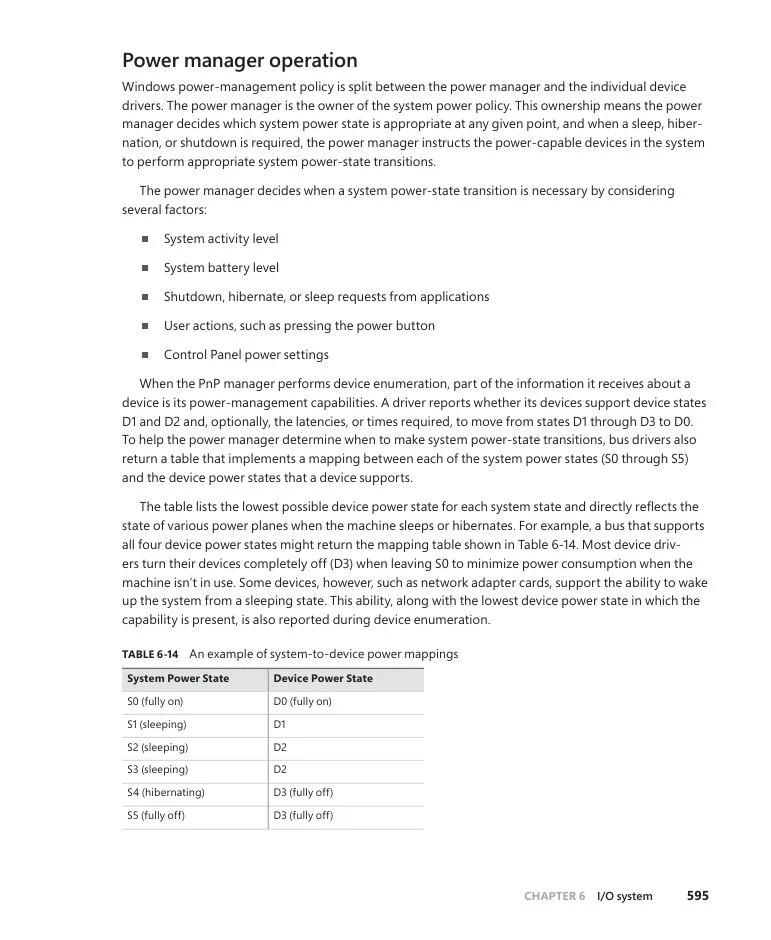 Power manager operation
Windows power-management policy is split between the power manager and the individual device
drivers. The power manager is the owner of the system power policy. This ownership means the power
manager decides which system power state is appropriate at any given point, and when a sleep, hiber-
nation, or shutdown is required, the power manager instructs the power-capable devices in the system
to perform appropriate system power-state transitions.
The power manager decides when a system power-state transition is necessary by considering
several factors:
■ System activity level
■ System battery level
■ Shutdown, hibernate, or sleep requests from applications
■ User actions, such as pressing the power button
■ Control Panel power settings
When the PnP manager performs device enumeration, part of the information it receives about a
device is its power-management capabilities. A driver reports whether its devices support device states
D1 and D2 and, optionally, the latencies, or times required, to move from states D1 through D3 to D0.
To help the power manager determine when to make system power-state transitions, bus drivers also
return a table that implements a mapping between each of the system power states (S0 through S5)
and the device power states that a device supports.
The table lists the lowest possible device power state for each system state and directly reflects the
state of various power planes when the machine sleeps or hibernates. For example, a bus that supports
all four device power states might return the mapping table shown in Table 6-14. Most device driv-
ers turn their devices completely off (D3) when leaving S0 to minimize power consumption when the
machine isn't in use. Some devices, however, such as network adapter cards, support the ability to wake
up the system from a sleeping state. This ability, along with the lowest device power state in which the
capability is present, is also reported during device enumeration.
TABLE 6-14 An example of system-to-device power mappings
System Power State Device Power State
S0 (fully on) D0 (fully on)
S1 (sleeping) D1
S2 (sleeping) D2
S3 (sleeping) D2
S4 (hibernating) D3 (fully off)
S5 (fully off) D3 (fully off)
CHAPTER 6 I/O system 595